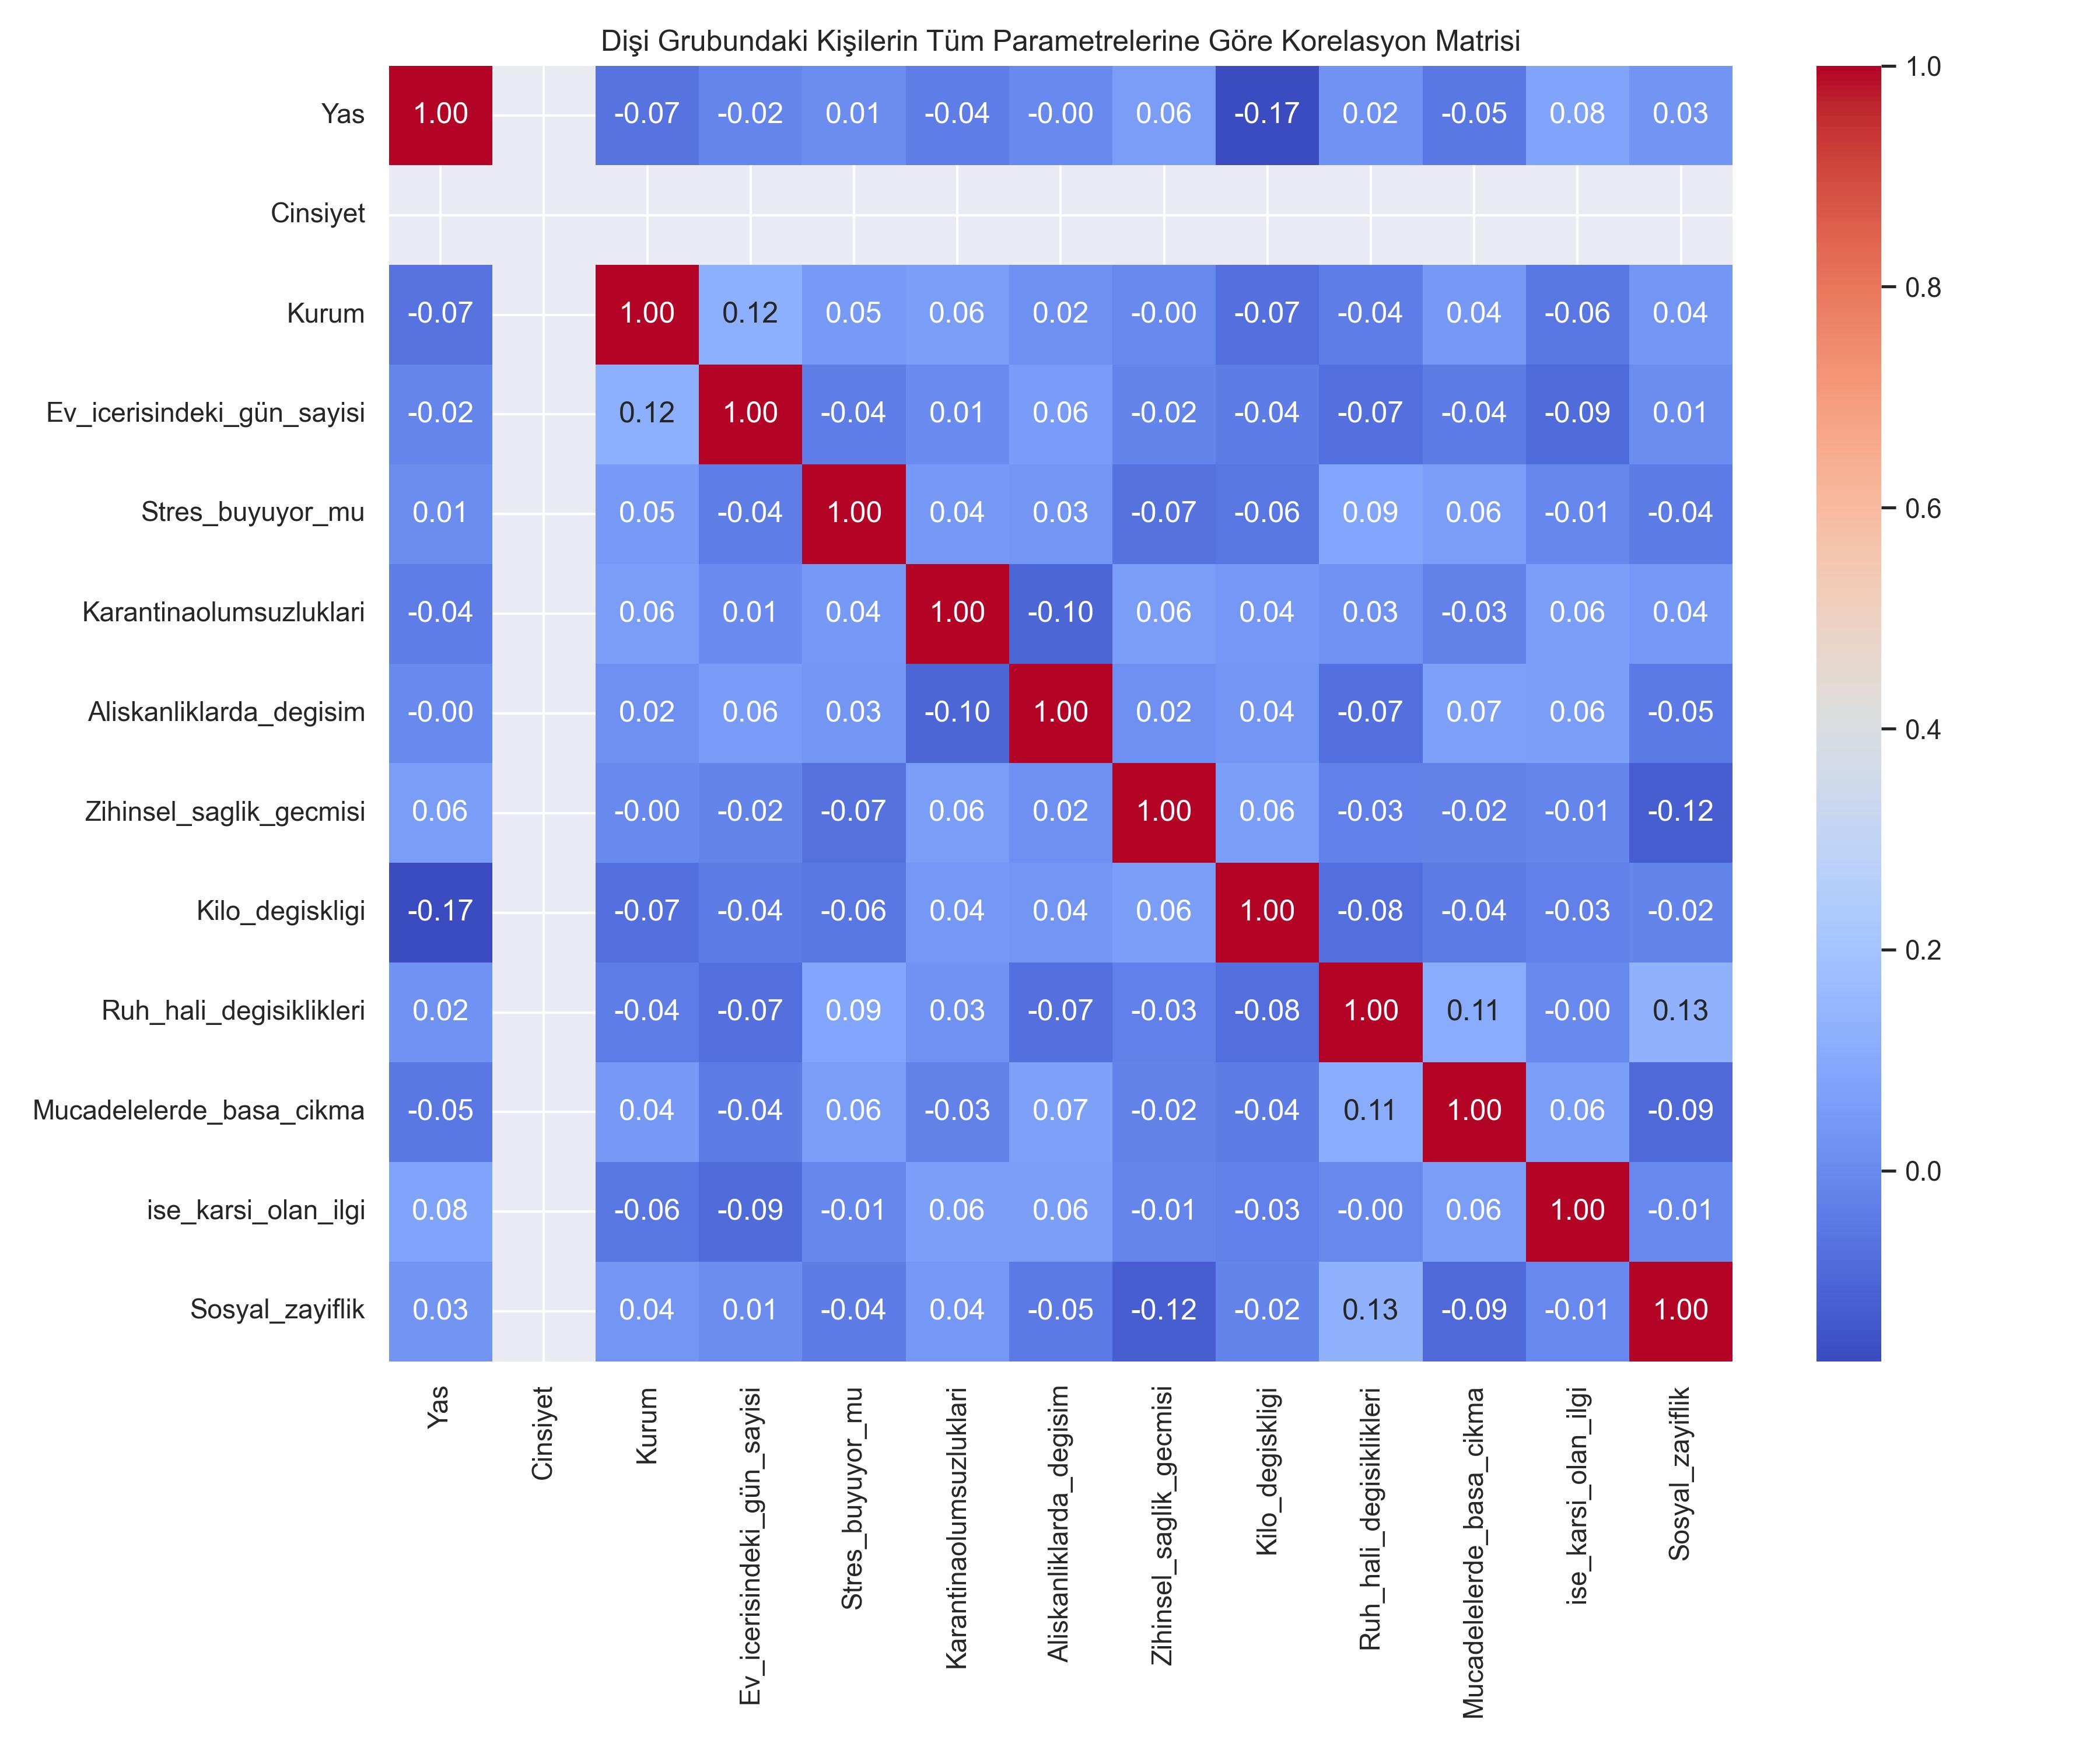 Dişi Grubundaki Kişilerin Tüm Parametrelerine Göre Korelasyon Matrisi
Yas 1.00 -0.07 -0.02 0.01 -0.04 -0.00 0.06 -0.17 0.02 -0.05 0.08 0.03
Cinsiyet
Kurum -0.07 1.00 0.12 0.05 0.06 0.02 -0.00 -0.07 -0.04 0.04 -0.06 0.04
Ev_icerisindeki_gün_sayisi -0.02 0.12 1.00 -0.04 0.01 0.06 -0.02 -0.04 -0.07 -0.04 -0.09 0.01
Stres_buyuyor_mu 0.01 0.05 -0.04 1.00 0.04 0.03 -0.07 -0.06 0.09 0.06 -0.01 -0.04
Karantinaolumsuzluklari -0.04 0.06 0.01 0.04 1.00 -0.10 0.06 0.04 0.03 -0.03 0.06 0.04
Aliskanliklarda_degisim -0.00 0.02 0.06 0.03 -0.10 1.00 0.02 0.04 -0.07 0.07 0.06 -0.05
Zihinsel_saglik_gecmisi 0.06 -0.00 -0.02 -0.07 0.06 0.02 1.00 0.06 -0.03 -0.02 -0.01 -0.12
Kilo_degiskligi -0.17 -0.07 -0.04 -0.06 0.04 0.04 0.06 1.00 -0.08 -0.04 -0.03 -0.02
Ruh_hali_degisiklikleri 0.02 -0.04 -0.07 0.09 0.03 -0.07 -0.03 -0.08 1.00 0.11 -0.00 0.13
Mucadelelerde_basa_cikma -0.05 0.04 -0.04 0.06 -0.03 0.07 -0.02 -0.04 0.11 1.00 0.06 -0.09
ise_karsi_olan_ilgi 0.08 -0.06 -0.09 -0.01 0.06 0.06 -0.01 -0.03 -0.00 0.06 1.00 -0.01
Sosyal_zayiflik 0.03 0.04 0.01 -0.04 0.04 -0.05 -0.12 -0.02 0.13 -0.09 -0.01 1.00
Yas
Cinsiyet
Kurum
Ev_icerisindeki_gün_sayisi
Stres_buyuyor_mu
Karantinaolumsuzluklari
Aliskanliklarda_degisim
Zihinsel_saglik_gecmisi
Kilo_degiskligi
Ruh_hali_degisiklikleri
Mucadelelerde_basa_cikma
ise_karsi_olan_ilgi
Sosyal_zayiflik
1.0
0.8
0.6
0.4
0.2
0.0